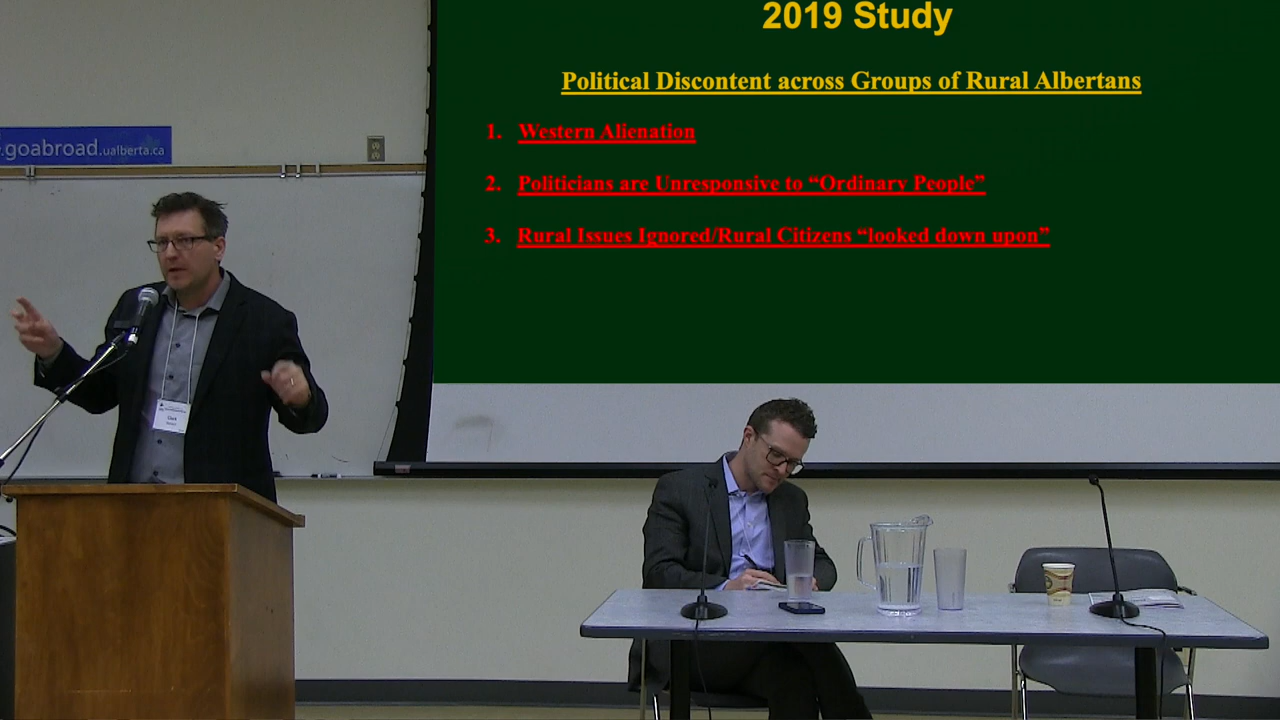 2019 Study
Political Discontent across Groups of Rural Albertans
1. Western Alienation
2. Politicians are Unresponsive to “Ordinary People”
3. Rural Issues Ignored/Rural Citizens “looked down upon”
.goabroad.ualberta.ca